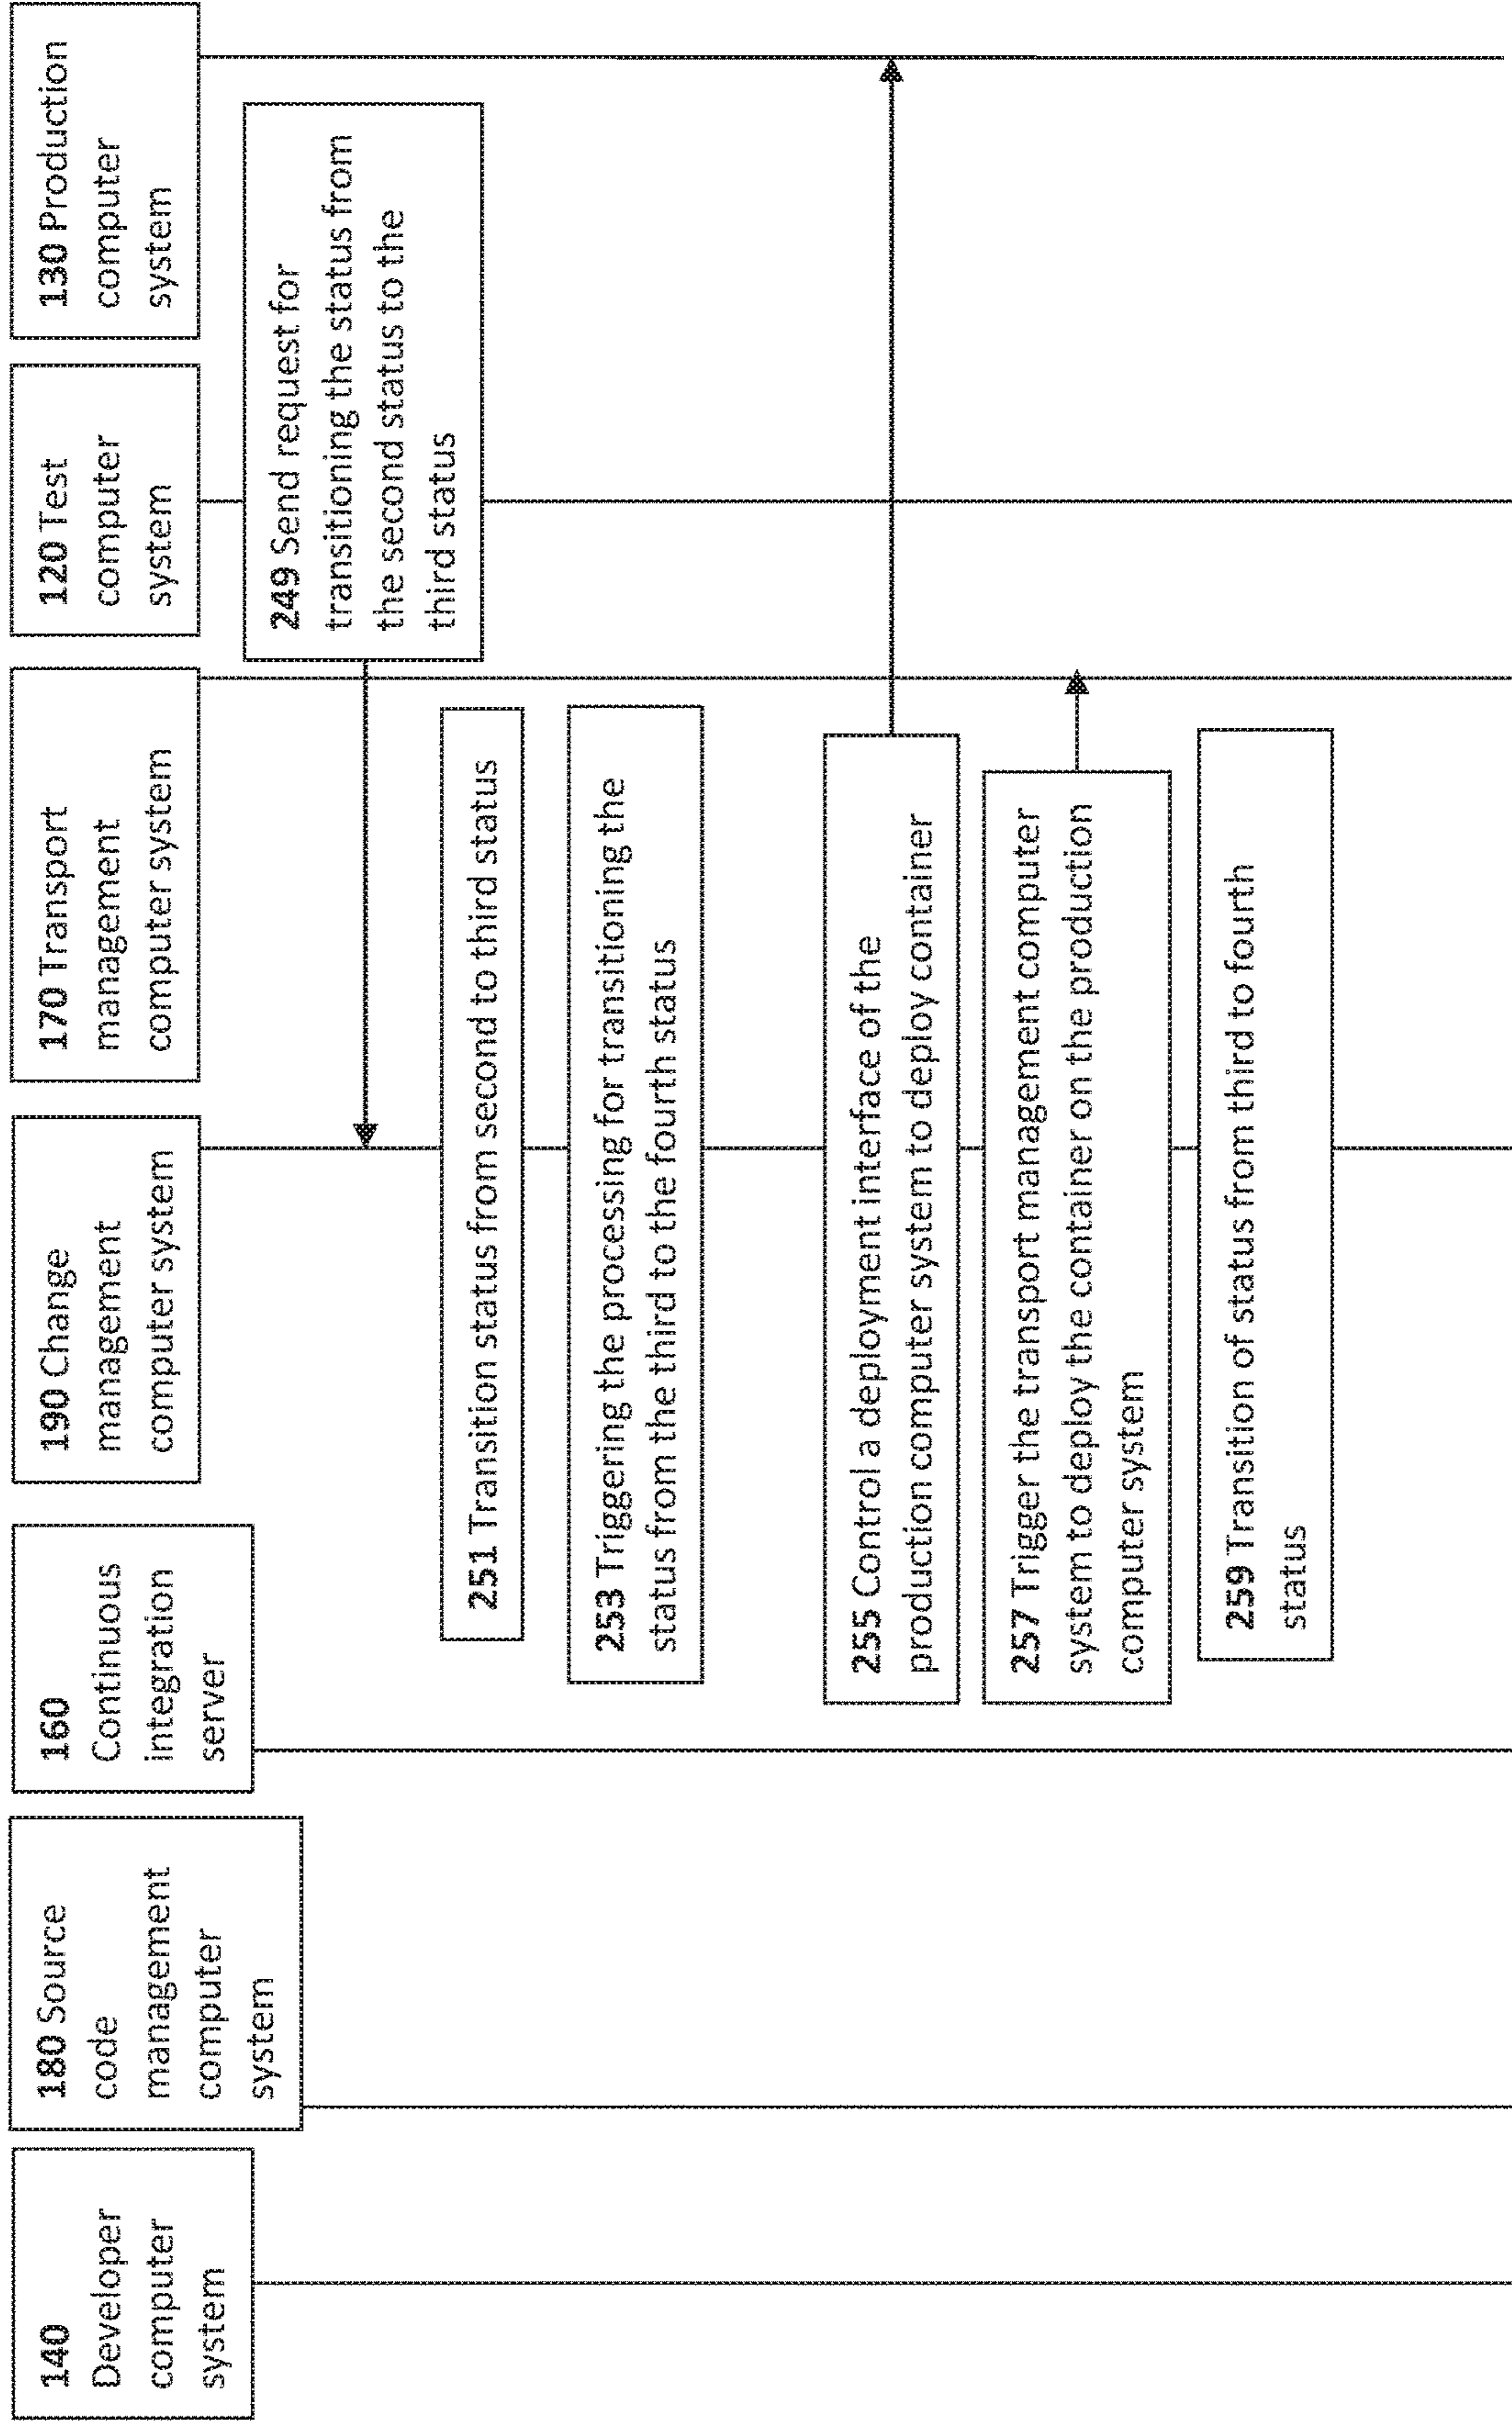 140
Developer
computer
system
180 Source
code
management
computer
system
160
Continuous
integration
server
190 Change
management
computer system
170 Transport
management
computer system
120 Test
computer
system
130 Production
computer
system
249 Send request for
transitioning the status from
the second status to the
third status
251 Transition status from second to third status
253 Triggering the processing for transitioning the
status from the third to the fourth status
255 Control a deployment interface of the
production computer system to deploy container
257 Trigger the transport management computer
system to deploy the container on the production
computer system
259 Transition of status from third to fourth
status